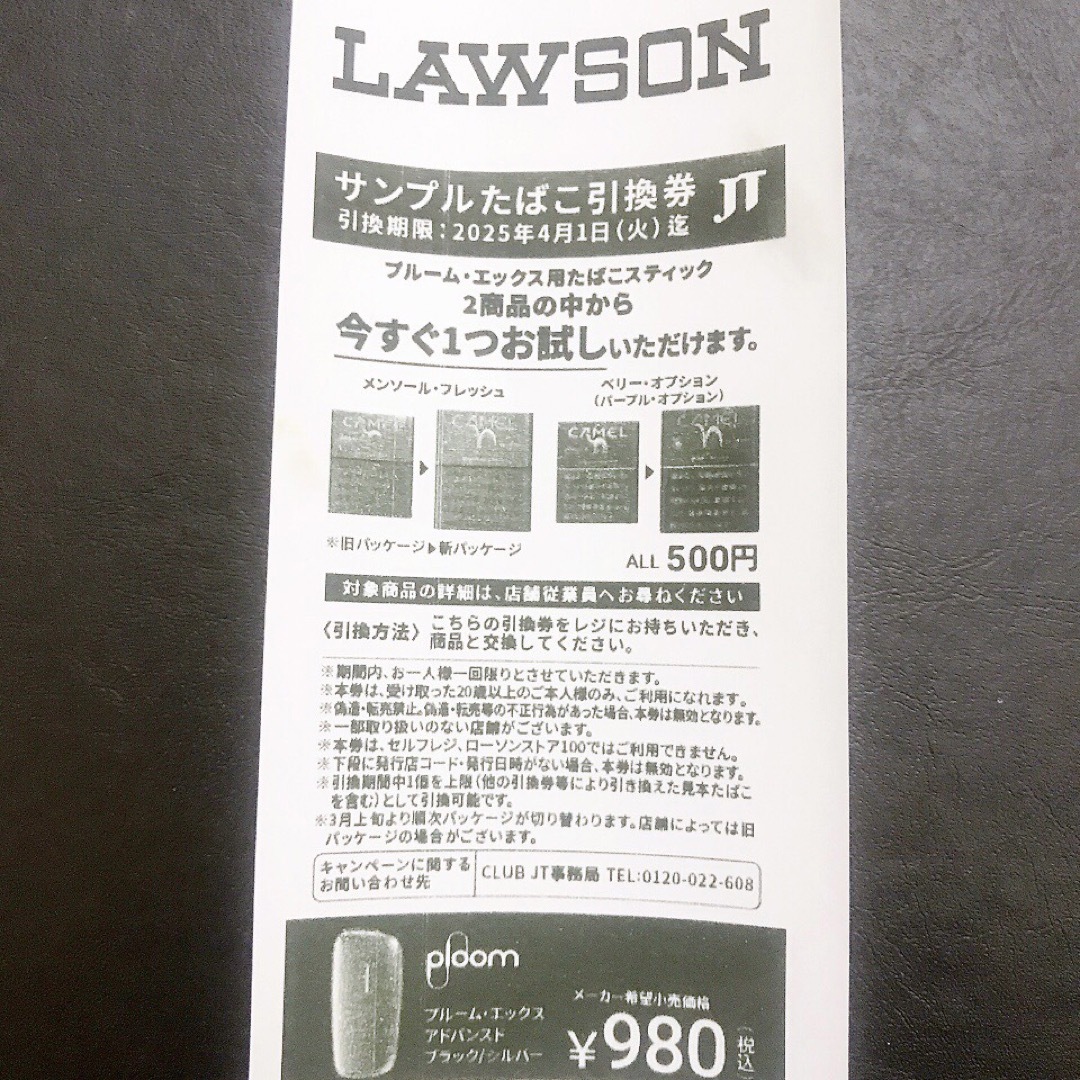 LAWSON
サンプルたばこ引換券 JT
引換期限：2025年4月1日（火）迄
プルーム・エックス用たばこスティック
2商品の中から
今すぐ1つお試しいただけます。
メンソール・フレッシュ
ベリー・オプション
（パープル・オプション）
CAMEL CAMEL CAMEL CAMEL
※旧パッケージ▶新パッケージ
ALL 500円
対象商品の詳細は、店舗従業員へお尋ねください
〈引換方法〉こちらの引換券をレジにお持ちいただき、
商品と交換してください。
※期間内、お一人様一回限りとさせていただきます。
※本券は、受け取った20歳以上のご本人様のみ、ご利用になれます。
※偽造・転売禁止。偽造・転売等の不正行為があった場合、本券は無効となります。
※一部取り扱いのない店舗がございます。
※本券は、セルフレジ、ローソンストア100ではご利用できません。
※下段に発行店コード・発行日時がない場合、本券は無効となります。
※引換期間中1個を上限（他の引換券等により引き換えた見本たばこ
を含む）として引換可能です。
※3月上旬より順次パッケージが切り替わります。店舗によっては旧
パッケージの場合がございます。
キャンペーンに関する
お問い合わせ先
CLUB JT事務局 TEL:0120-022-608
ploom
メーカー希望小売価格
プルーム・エックス
アドバンスト
ブラック/シルバー
¥980（税込）